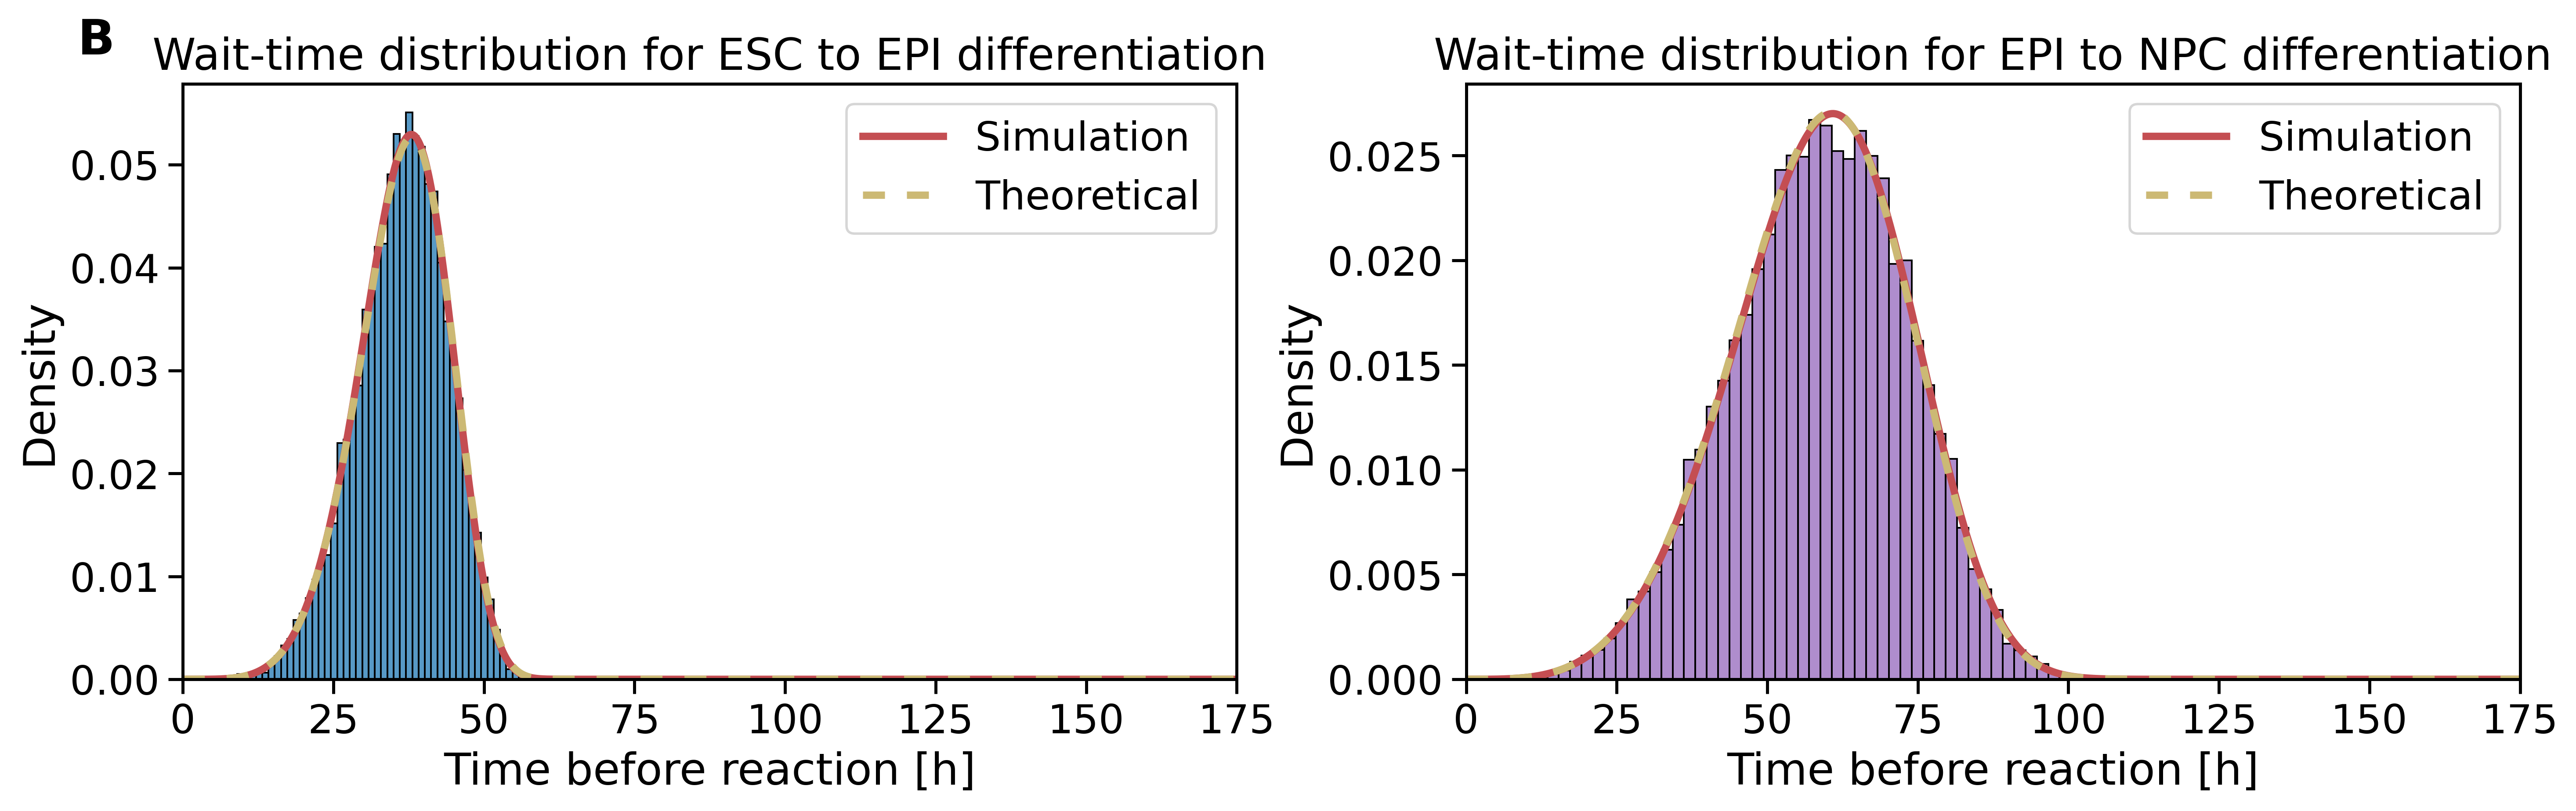 B
Wait-time distribution for ESC to EPI differentiation
Density
0.05
0.04
0.03
0.02
0.01
0.00
0 25 50 75 100 125 150 175
Time before reaction [h]
Simulation
Theoretical
Wait-time distribution for EPI to NPC differentiation
Density
0.025
0.020
0.015
0.010
0.005
0.000
0 25 50 75 100 125 150 175
Time before reaction [h]
Simulation
Theoretical